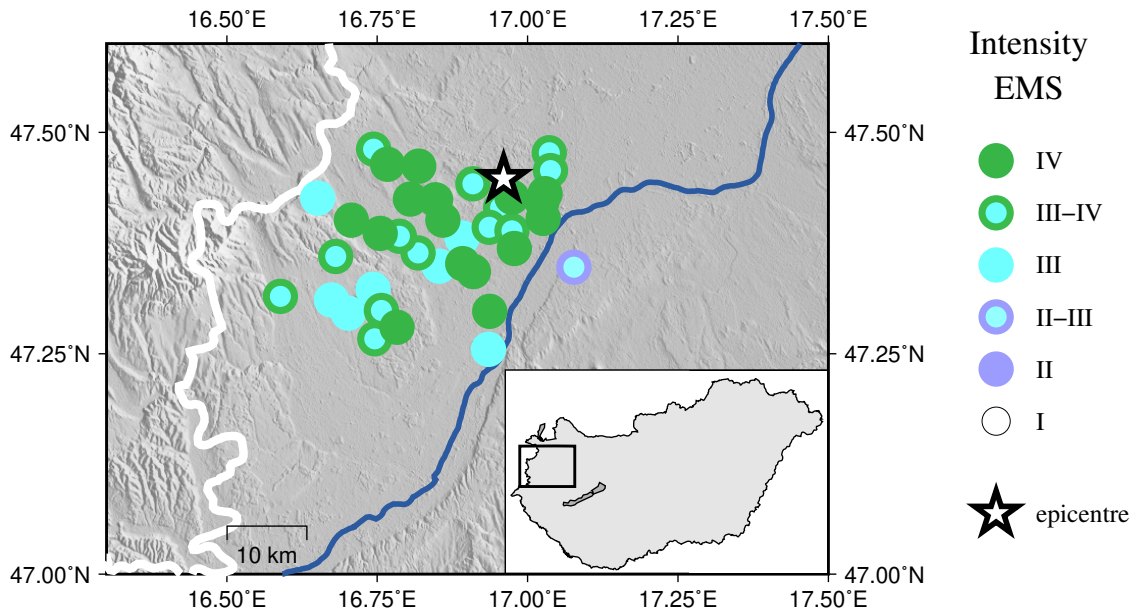 16.50°E 16.75°E 17.00°E 17.25°E 17.50°E
Intensity
EMS
47.50°N 47.50°N
IV
III–IV
III
47.25°N 47.25°N
II–III
II
I
epicentre
10 km
47.00°N 47.00°N
16.50°E 16.75°E 17.00°E 17.25°E 17.50°E